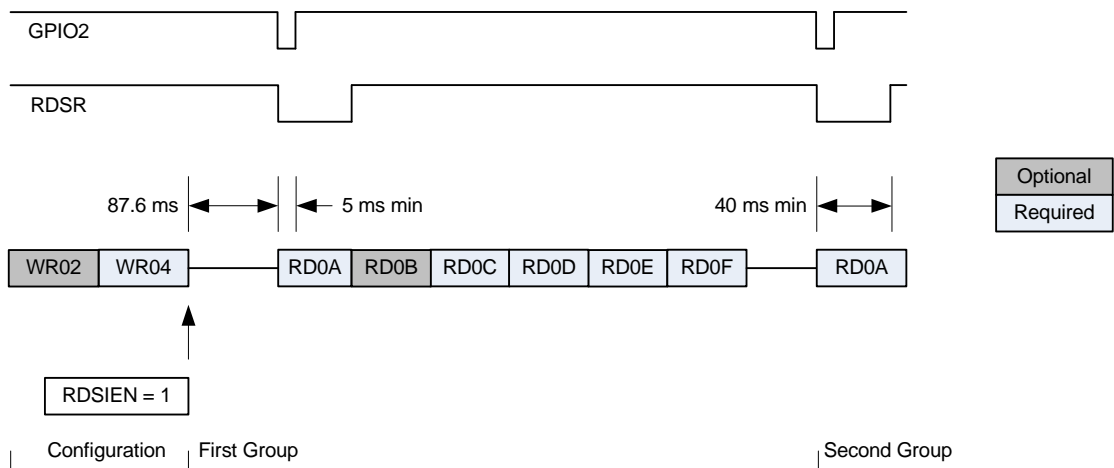 GPIO2
RDSR
Optional
Required
87.6 ms
5 ms min
40 ms min
WR02 WR04 RD0A RD0B RD0C RD0D RD0E RD0F RD0A
RDSIEN = 1
Configuration First Group Second Group